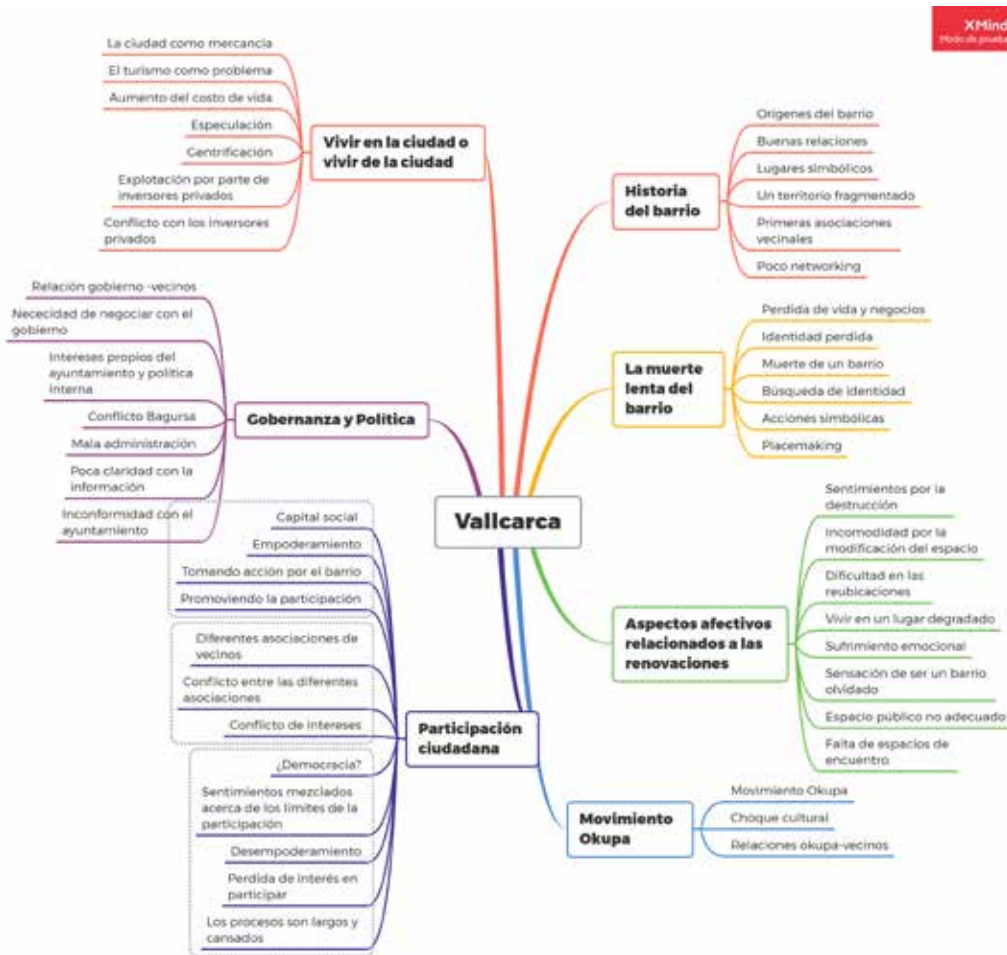 XMind
Modo de prueba
La ciudad como mercancía
El turismo como problema
Aumento del costo de vida
Especulación
Gentrificación
Explotación por parte de
inversores privados
Conflicto con los inversores
privados
Vivir en la ciudad o
vivir de la ciudad
Relación gobierno -vecinos
Nececidad de negociar con el
gobierno
Intereses propios del
ayuntamiento y política
interna
Conflicto Bagursa
Mala administración
Poca claridad con la
información
Inconformidad con el
ayuntamiento
Gobernanza y Política
Capital social
Empoderamiento
Tomando acción por el barrio
Promoviendo la participación
Diferentes asociaciones de
vecinos
Conflicto entre las diferentes
asociaciones
Conflicto de intereses
¿Democracia?
Sentimientos mezclados
acerca de los límites de la
participación
Desempoderamiento
Perdida de interés en
participar
Los procesos son largos y
cansados
Participación
ciudadana
Vallcarca
Historia
del barrio
Orígenes del barrio
Buenas relaciones
Lugares simbólicos
Un territorio fragmentado
Primeras asociaciones
vecinales
Poco networking
La muerte
lenta del
barrio
Perdida de vida y negocios
Identidad perdida
Muerte de un barrio
Búsqueda de identidad
Acciones simbólicas
Placemaking
Aspectos afectivos
relacionados a las
renovaciones
Sentimientos por la
destrucción
Incomodidad por la
modificación del espacio
Dificultad en las
reubicaciones
Vivir en un lugar degradado
Sufrimiento emocional
Sensación de ser un barrio
olvidado
Espacio público no adecuado
Falta de espacios de
encuentro
Movimiento
Okupa
Movimiento Okupa
Choque cultural
Relaciones okupa-vecinos